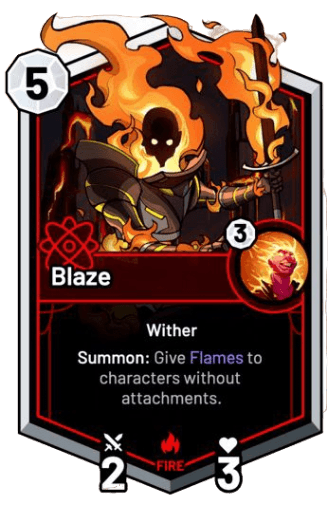 5
3
Blaze
Wither
Summon: Give Flames to
characters without
attachments.
2
FIRE
3